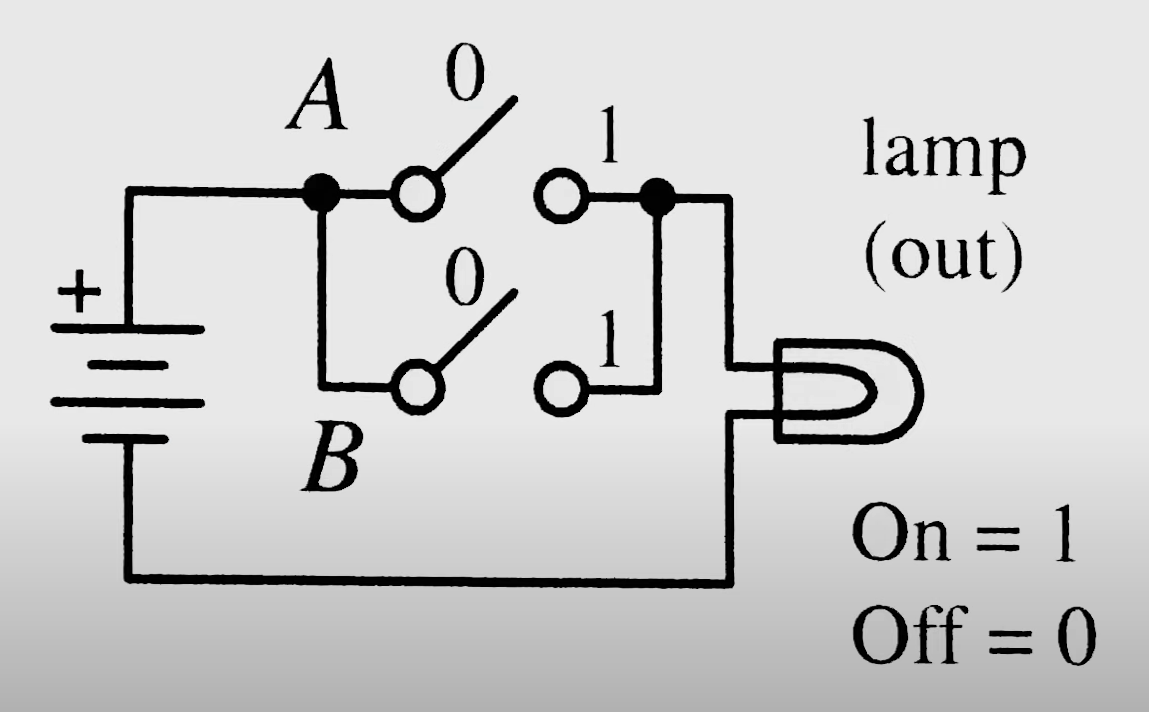 A
0
1
lamp
(out)
+
0
1
B
On = 1
Off = 0